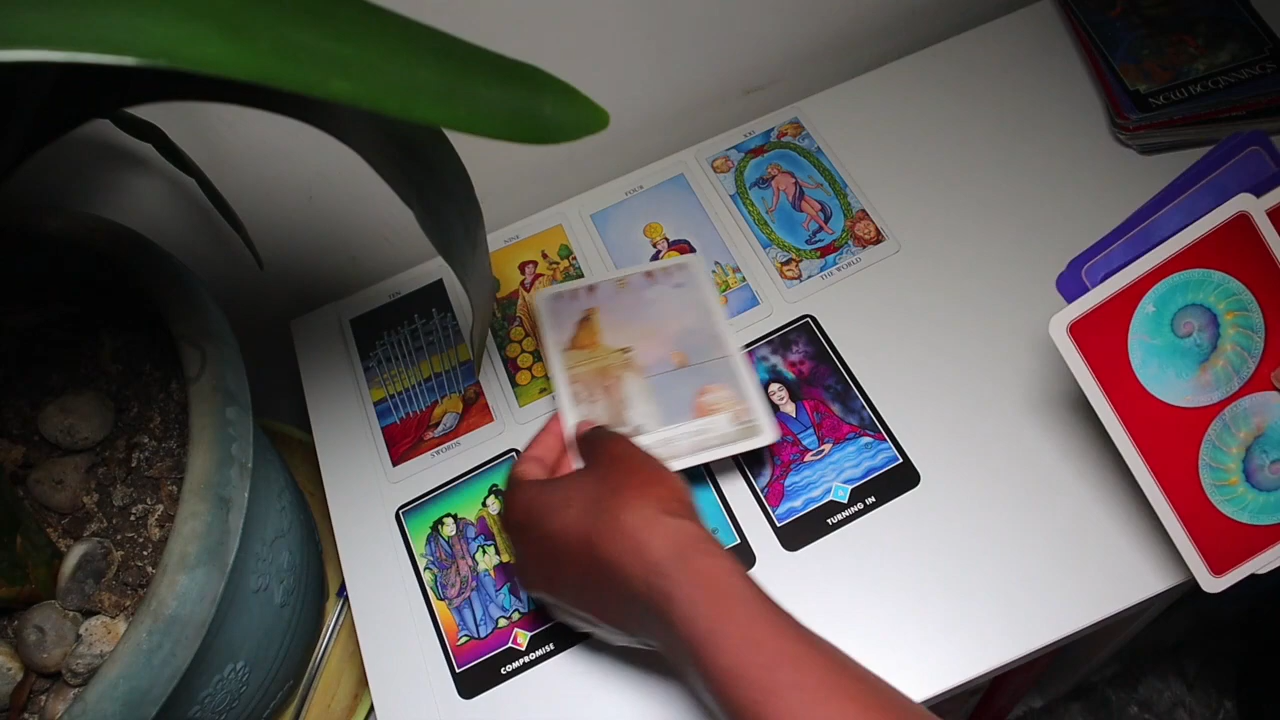 XXI
FOUR
NINE
TEN
THE WORLD
SWORDS
TURNING IN
COMPROMISE
NEW BEGINNINGS